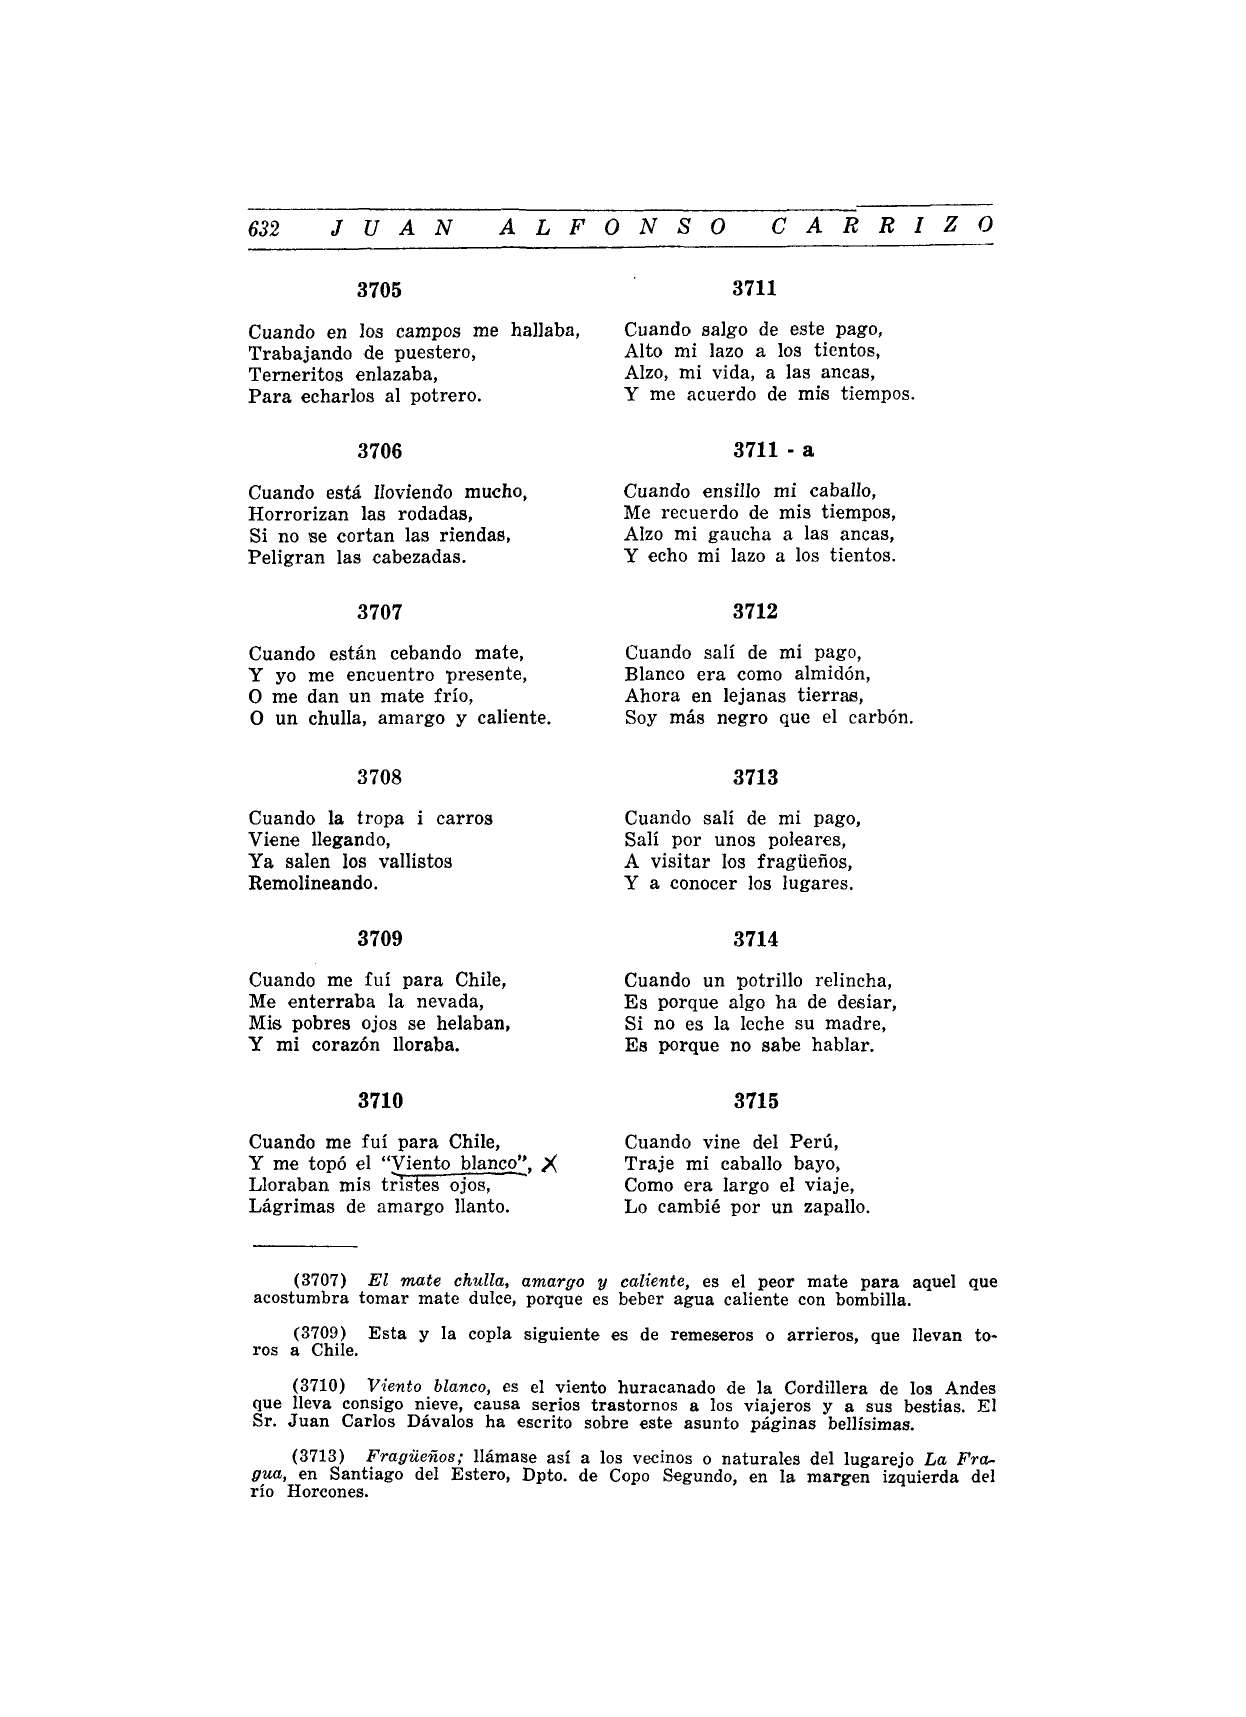 632 JUAN ALFONSO CARRIZO
3705
Cuando en los campos me hallaba,
Trabajando de puestero,
Terneritos enlazaba,
Para echarlos al potrero.
3706
Cuando está lloviendo mucho,
Horrorizan las rodadas,
Si no se cortan las riendas,
Peligran las cabezadas.
3707
Cuando están cebando mate,
Y yo me encuentro presente,
O me dan un mate frío,
O un chulla, amargo y caliente.
3708
Cuando la tropa i carros
Viene llegando,
Ya salen los vallistos
Remolineando.
3709
Cuando me fuí para Chile,
Me enterraba la nevada,
Mis pobres ojos se helaban,
Y mi corazón lloraba.
3710
Cuando me fuí para Chile,
Y me topó el “Viento blanco”, X
Lloraban mis tristes ojos,
Lágrimas de amargo llanto.
3711
Cuando salgo de este pago,
Alto mi lazo a los tientos,
Alzo, mi vida, a las ancas,
Y me acuerdo de mis tiempos.
3711 - a
Cuando ensillo mi caballo,
Me recuerdo de mis tiempos,
Alzo mi gaucha a las ancas,
Y echo mi lazo a los tientos.
3712
Cuando salí de mi pago,
Blanco era como almidón,
Ahora en lejanas tierras,
Soy más negro que el carbón.
3713
Cuando salí de mi pago,
Salí por unos poleares,
A visitar los fragüeños,
Y a conocer los lugares.
3714
Cuando un potrillo relincha,
Es porque algo ha de desiar,
Si no es la leche su madre,
Es porque no sabe hablar.
3715
Cuando vine del Perú,
Traje mi caballo bayo,
Como era largo el viaje,
Lo cambié por un zapallo.
(3707) El mate chulla, amargo y caliente, es el peor mate para aquel que
acostumbra tomar mate dulce, porque es beber agua caliente con bombilla.
(3709) Esta y la copla siguiente es de remeseros o arrieros, que llevan to-
ros a Chile.
(3710) Viento blanco, es el viento huracanado de la Cordillera de los Andes
que lleva consigo nieve, causa serios trastornos a los viajeros y a sus bestias. El
Sr. Juan Carlos Dávalos ha escrito sobre este asunto páginas bellísimas.
(3713) Fragüeños; llámase así a los vecinos o naturales del lugarejo La Fra-
gua, en Santiago del Estero, Dpto. de Copo Segundo, en la margen izquierda del
río Horcones.